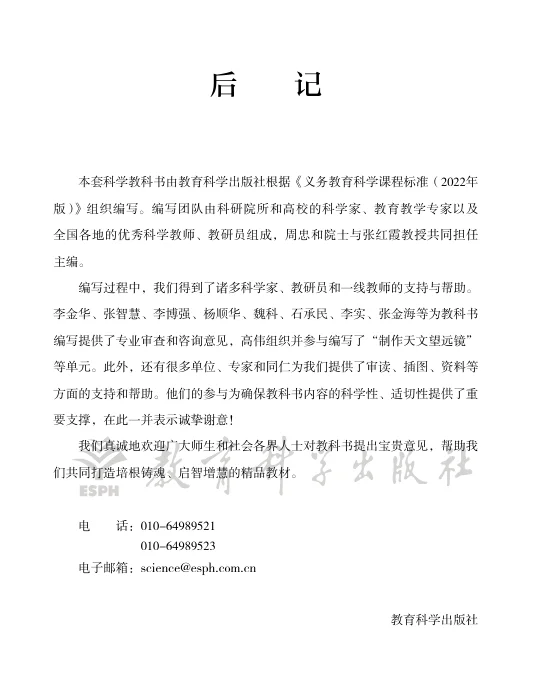 后 记
本套科学教科书由教育科学出版社根据《义务教育科学课程标准（2022年
版）》组织编写。编写团队由科研院所和高校的科学家、教育教学专家以及
全国各地的优秀科学教师、教研员组成，周忠和院士与张红霞教授共同担任
主编。
编写过程中，我们得到了诸多科学家、教研员和一线教师的支持与帮助。
李金华、张智慧、李博强、杨顺华、魏科、石承民、李实、张金海等为教科书
编写提供了专业审查和咨询意见，高伟组织并参与编写了“制作天文望远镜”
等单元。此外，还有很多单位、专家和同仁为我们提供了审读、插图、资料等
方面的支持和帮助。他们的参与为确保教科书内容的科学性、适切性提供了重
要支撑，在此一并表示诚挚谢意！
我们真诚地欢迎广大师生和社会各界人士对教科书提出宝贵意见，帮助我
们共同打造培根铸魂、启智增慧的精品教材。
ESPH 教育科学出版社
电 话：010-64989521
010-64989523
电子邮箱：science@esph.com.cn
教育科学出版社